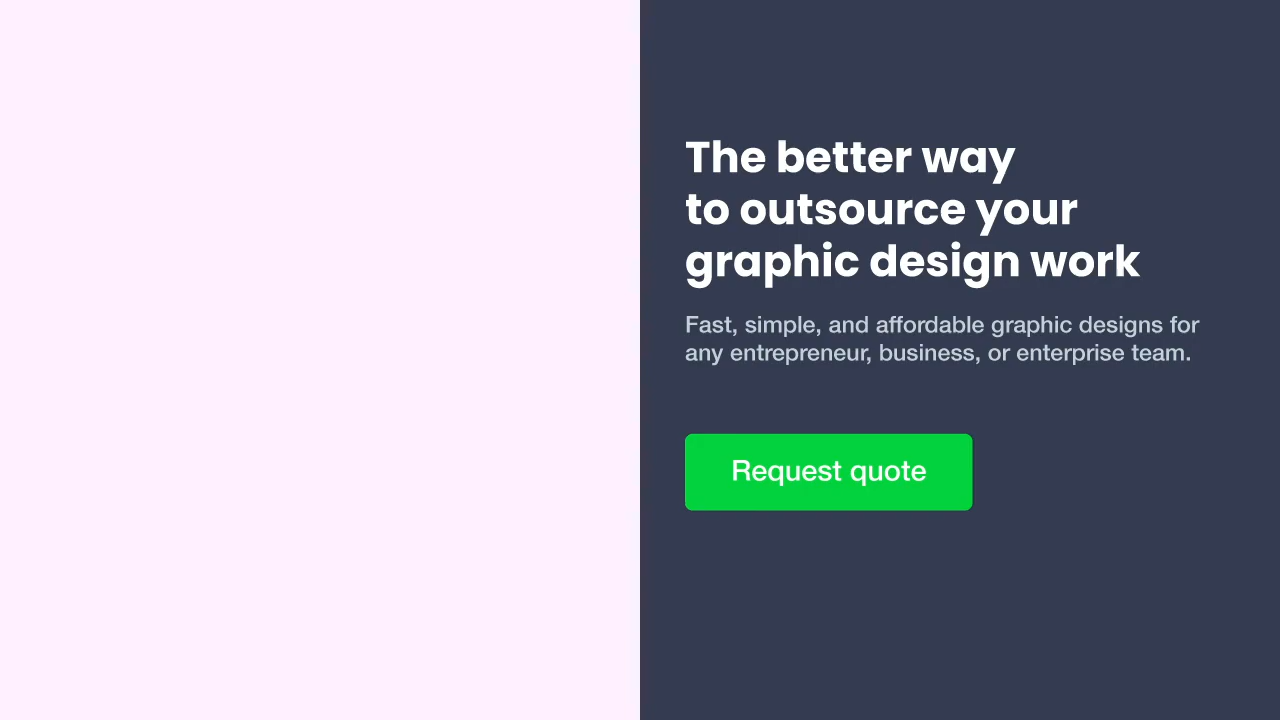 The better way
to outsource your
graphic design work
Fast, simple, and affordable graphic designs for
any entrepreneur, business, or enterprise team.
Request quote